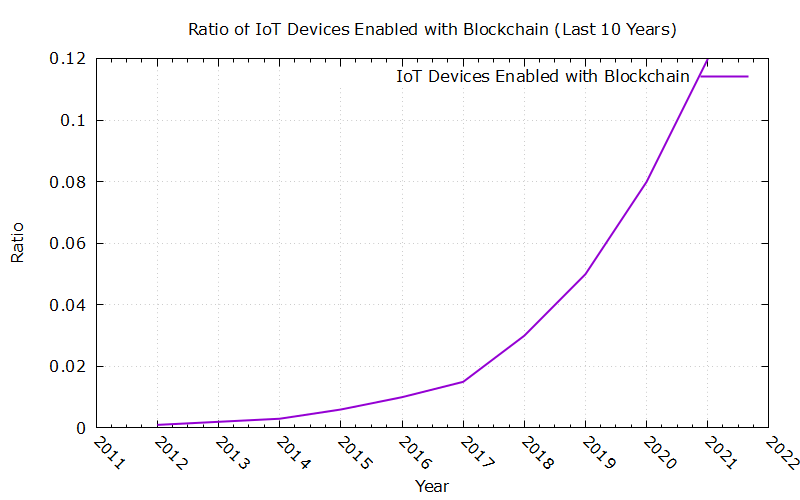 Ratio of IoT Devices Enabled with Blockchain (Last 10 Years)
0.12
IoT Devices Enabled with Blockchain
0.1
0.08
0.06
Ratio
0.04
0.02
0
2011 2012 2013 2014 2015 2016 2017 2018 2019 2020 2021 2022
Year